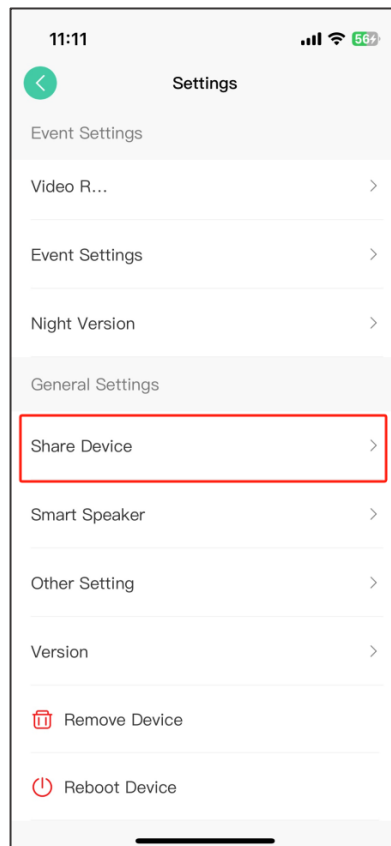 11:11
56
Settings
Event Settings
Video R...
Event Settings
Night Version
General Settings
Share Device
Smart Speaker
Other Setting
Version
Remove Device
Reboot Device